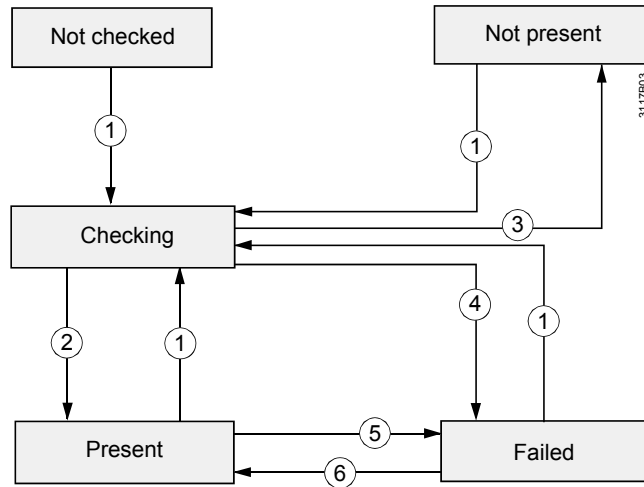 Not checked
Not present
3117B03
1
1
Checking
3
4
2
1
1
Present
5
Failed
6